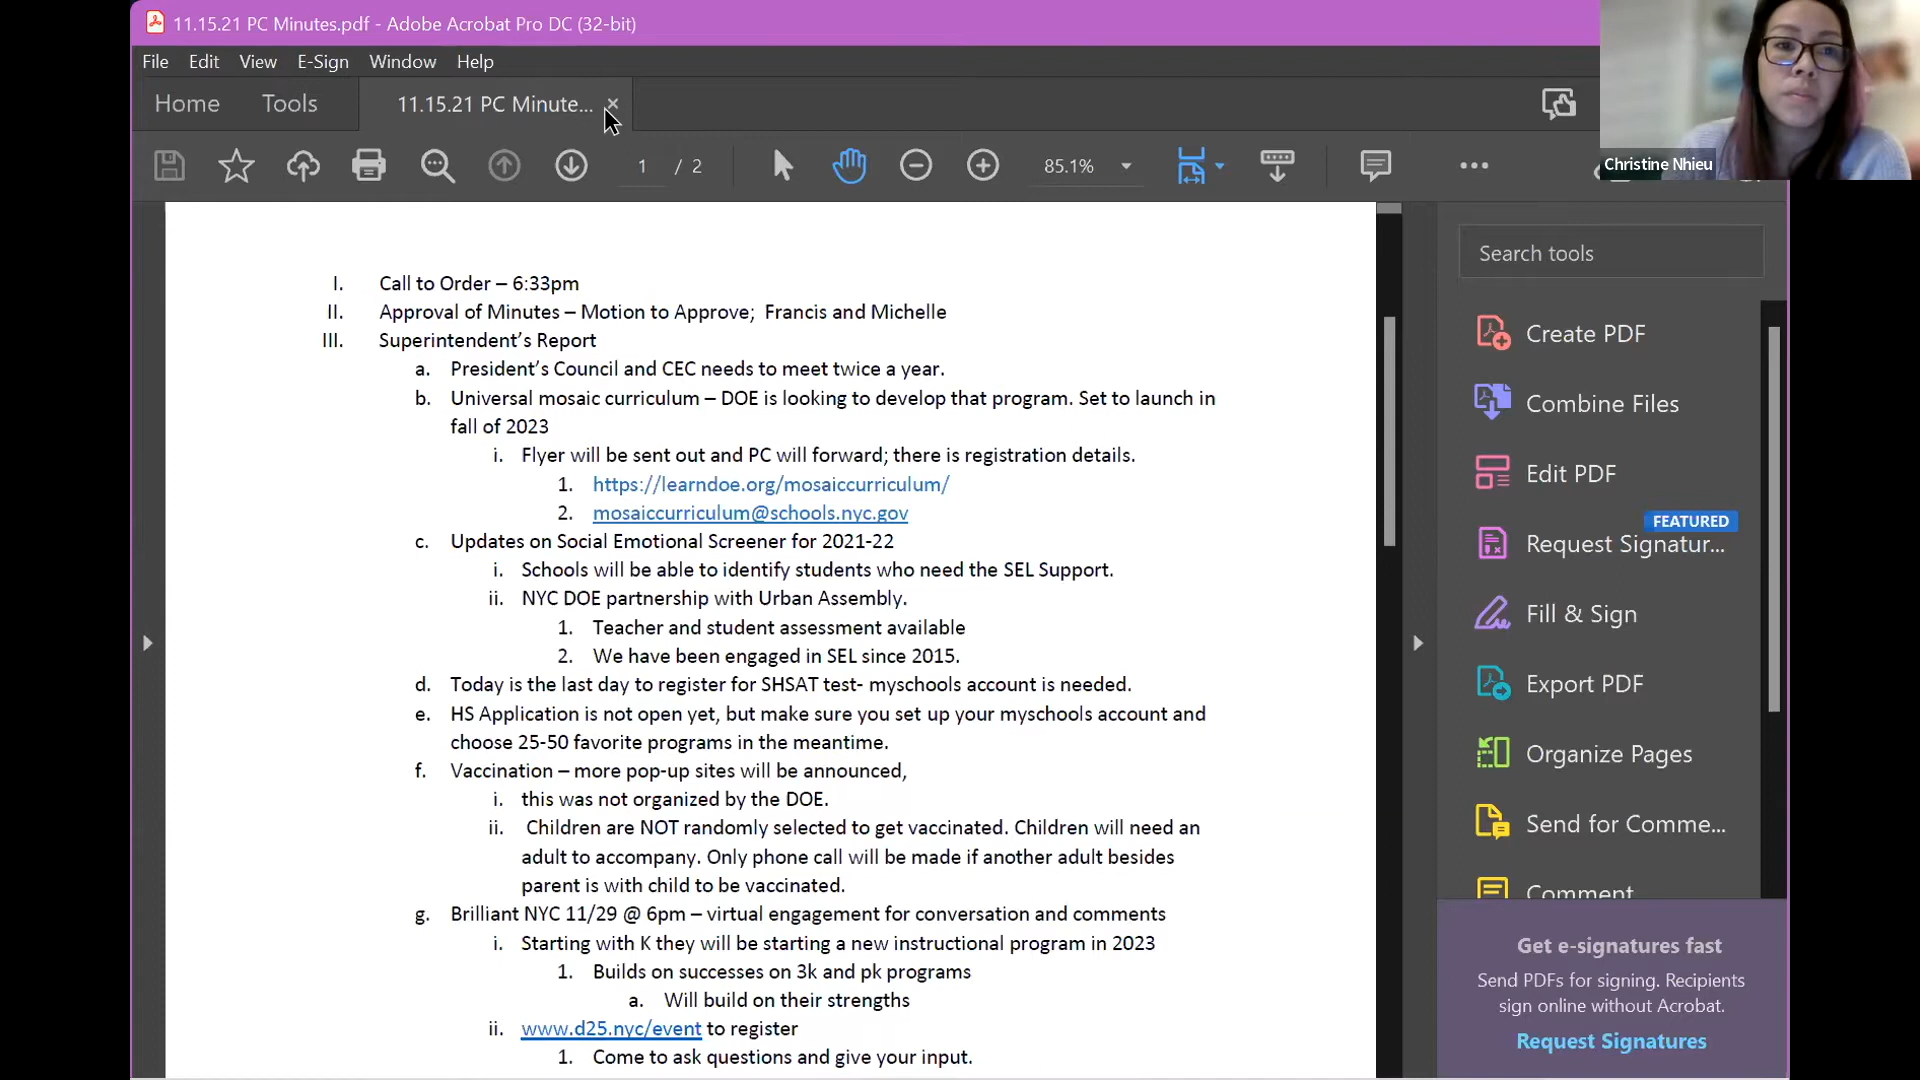 11.15.21 PC Minutes.pdf - Adobe Acrobat Pro DC (32-bit)
File Edit View E-Sign Window Help
Home Tools 11.15.21 PC Minute... ×
1 / 2 85.1%
Christine Nhieu
I. Call to Order – 6:33pm
II. Approval of Minutes – Motion to Approve; Francis and Michelle
III. Superintendent’s Report
a. President’s Council and CEC needs to meet twice a year.
b. Universal mosaic curriculum – DOE is looking to develop that program. Set to launch in
fall of 2023
i. Flyer will be sent out and PC will forward; there is registration details.
1. https://learndoe.org/mosaiccurriculum/
2. mosaiccurriculum@schools.nyc.gov
c. Updates on Social Emotional Screener for 2021-22
i. Schools will be able to identify students who need the SEL Support.
ii. NYC DOE partnership with Urban Assembly.
1. Teacher and student assessment available
2. We have been engaged in SEL since 2015.
d. Today is the last day to register for SHSAT test- myschools account is needed.
e. HS Application is not open yet, but make sure you set up your myschools account and
choose 25-50 favorite programs in the meantime.
f. Vaccination – more pop-up sites will be announced,
i. this was not organized by the DOE.
ii. Children are NOT randomly selected to get vaccinated. Children will need an
adult to accompany. Only phone call will be made if another adult besides
parent is with child to be vaccinated.
g. Brilliant NYC 11/29 @ 6pm – virtual engagement for conversation and comments
i. Starting with K they will be starting a new instructional program in 2023
1. Builds on successes on 3k and pk programs
a. Will build on their strengths
ii. www.d25.nyc/event to register
1. Come to ask questions and give your input.
Search tools
Create PDF
Combine Files
Edit PDF
FEATURED
Request Signatur...
Fill & Sign
Export PDF
Organize Pages
Send for Comme...
Comment
Get e-signatures fast
Send PDFs for signing. Recipients
sign online without Acrobat.
Request Signatures